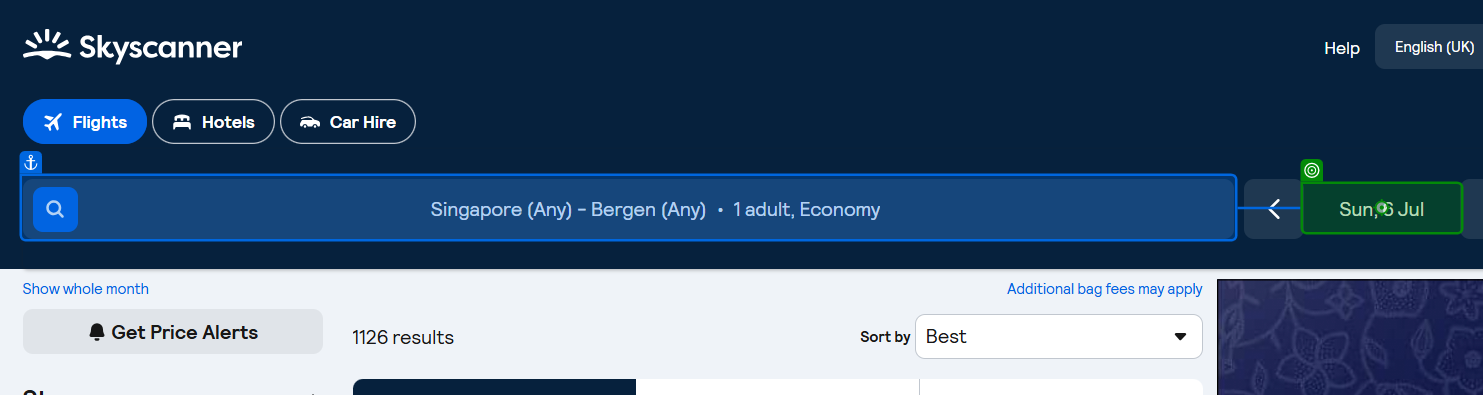 Skyscanner
Help
English (UK)
Flights
Hotels
Car Hire
Singapore (Any) - Bergen (Any) • 1 adult, Economy
Sun, 6 Jul
Show whole month
Additional bag fees may apply
Get Price Alerts
1126 results
Sort by
Best